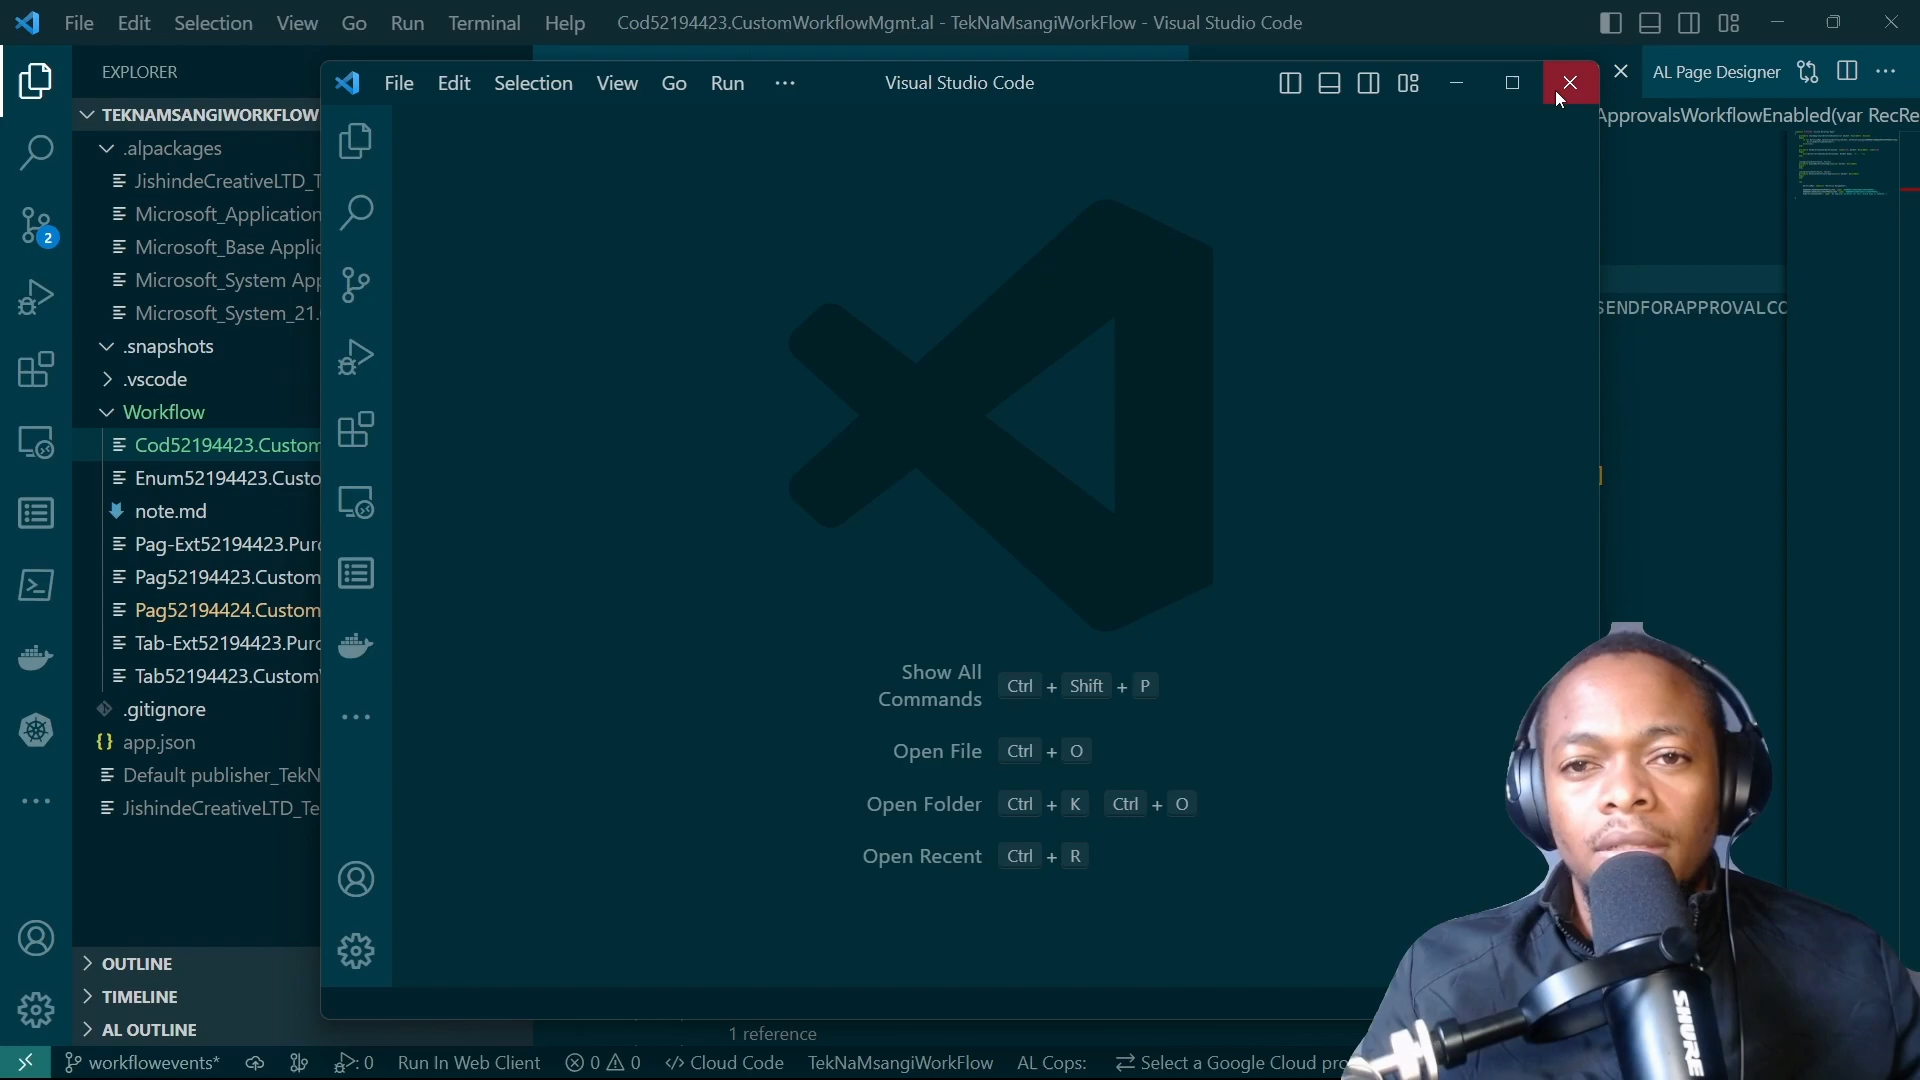 File Edit Selection View Go Run Terminal Help Cod52194423.CustomWorkflowMgmt.al - TekNaMsangiWorkFlow - Visual Studio Code
EXPLORER
AL Page Designer
File Edit Selection View Go Run ··· Visual Studio Code
TEKNAMSANGIWORKFLOW
ApprovalsWorkflowEnabled(var RecRe
.alpackages
JishindeCreativeLTD_T
Microsoft_Application
2
Microsoft_Base Applic
Microsoft_System App
Microsoft_System_21.
SENDFORAPPROVALCO
.snapshots
.vscode
Workflow
Cod52194423.Custom
Enum52194423.Custo
note.md
Pag-Ext52194423.Purc
Pag52194423.Custom
Pag52194424.Custom
Tab-Ext52194423.Purc
Tab52194423.Custom
.gitignore
{} app.json
Default publisher_TekN
JishindeCreativeLTD_Te
Show All
Commands Ctrl + Shift + P
Open File Ctrl + O
Open Folder Ctrl + K Ctrl + O
Open Recent Ctrl + R
OUTLINE
TIMELINE
AL OUTLINE
1 reference
SHURE
workflowevents* 0 Run In Web Client 0 0 </> Cloud Code TekNaMsangiWorkFlow AL Cops: Select a Google Cloud pro